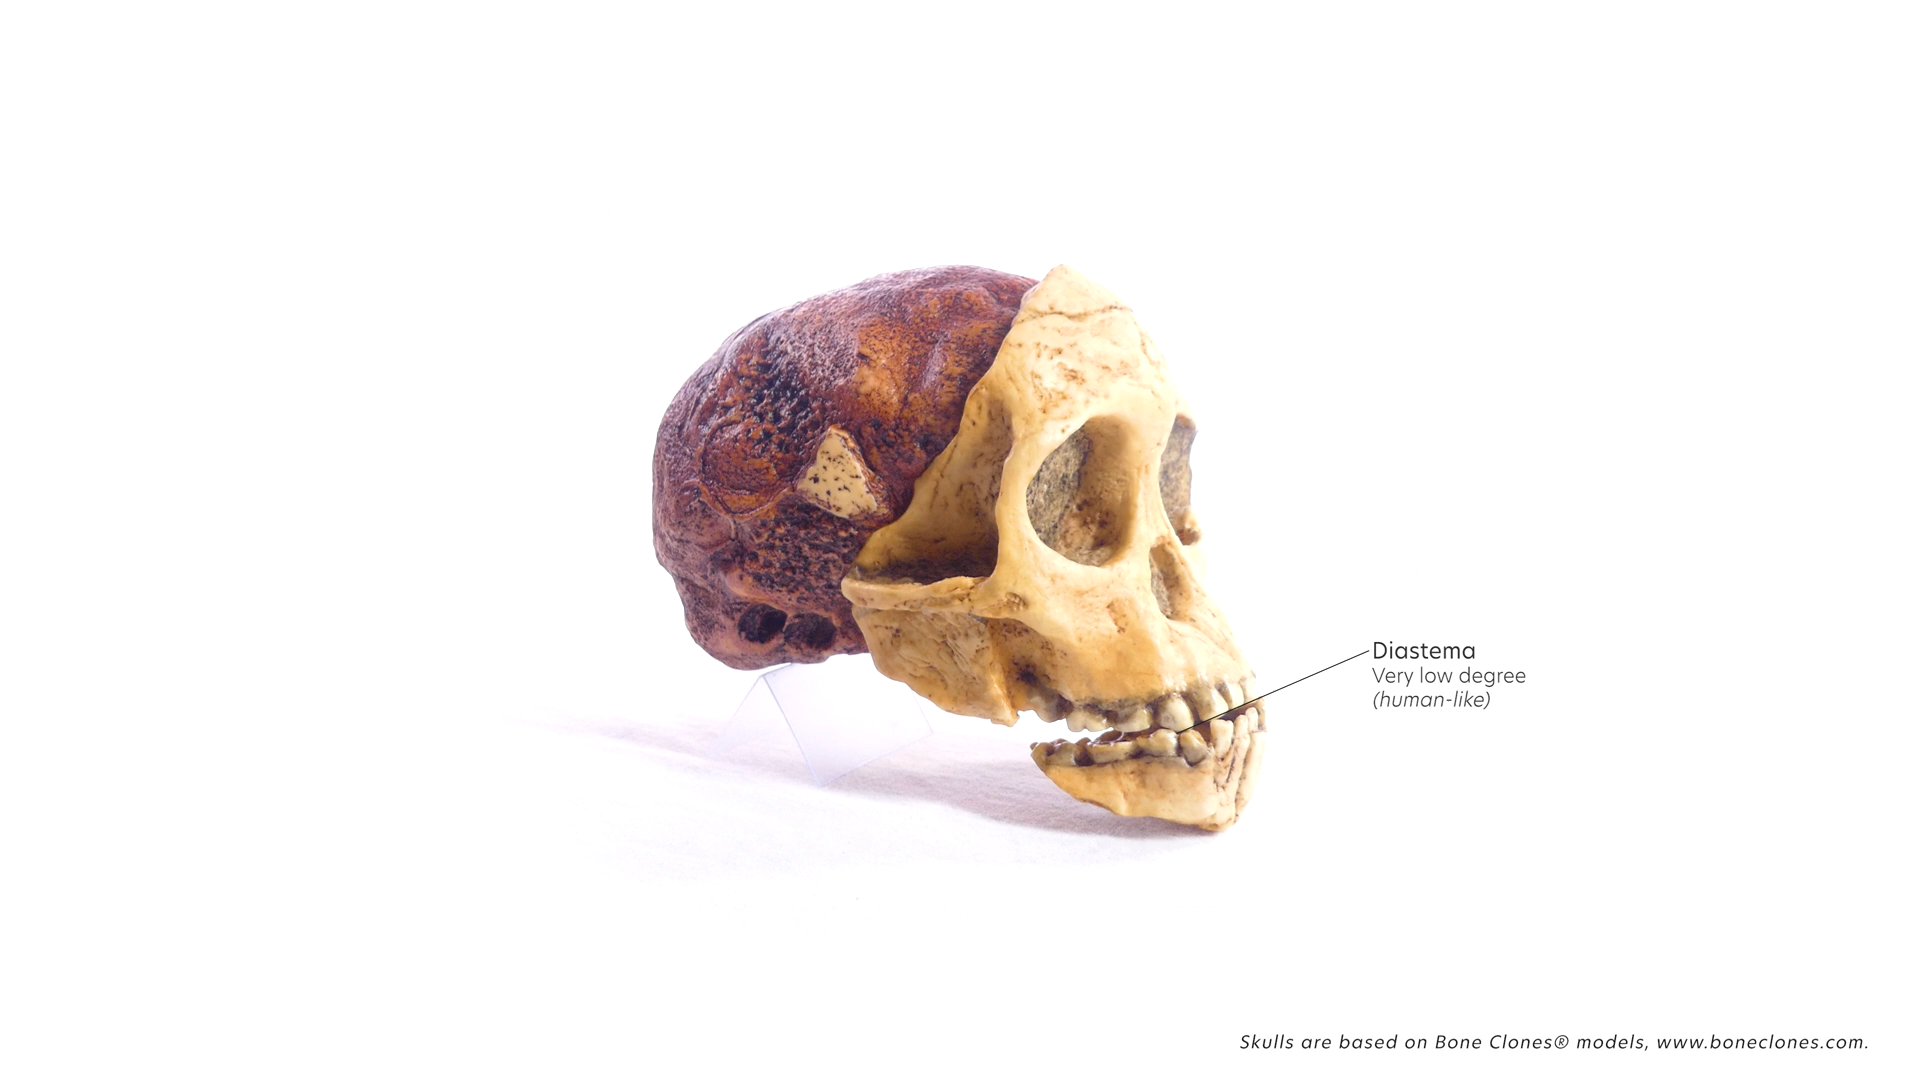 Diastema
Very low degree
(human-like)
Skulls are based on Bone Clones® models, www.boneclones.com.